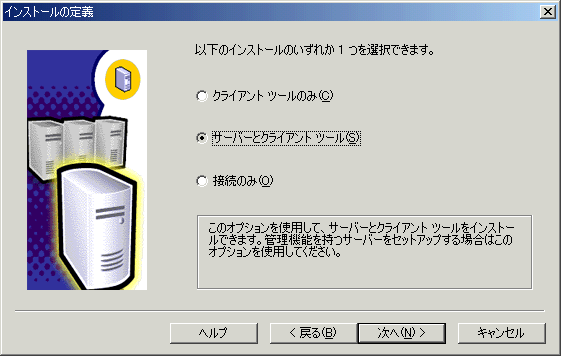 インストールの定義
以下のインストールのいずれか 1 つを選択できます。
クライアント ツールのみ(C)
サーバーとクライアント ツール(S)
接続のみ(O)
このオプションを使用して、サーバーとクライアント ツールをインストー
ルできます。管理機能を持つサーバーをセットアップする場合はこの
オプションを使用してください。
ヘルプ
< 戻る(B)
次へ(N) >
キャンセル